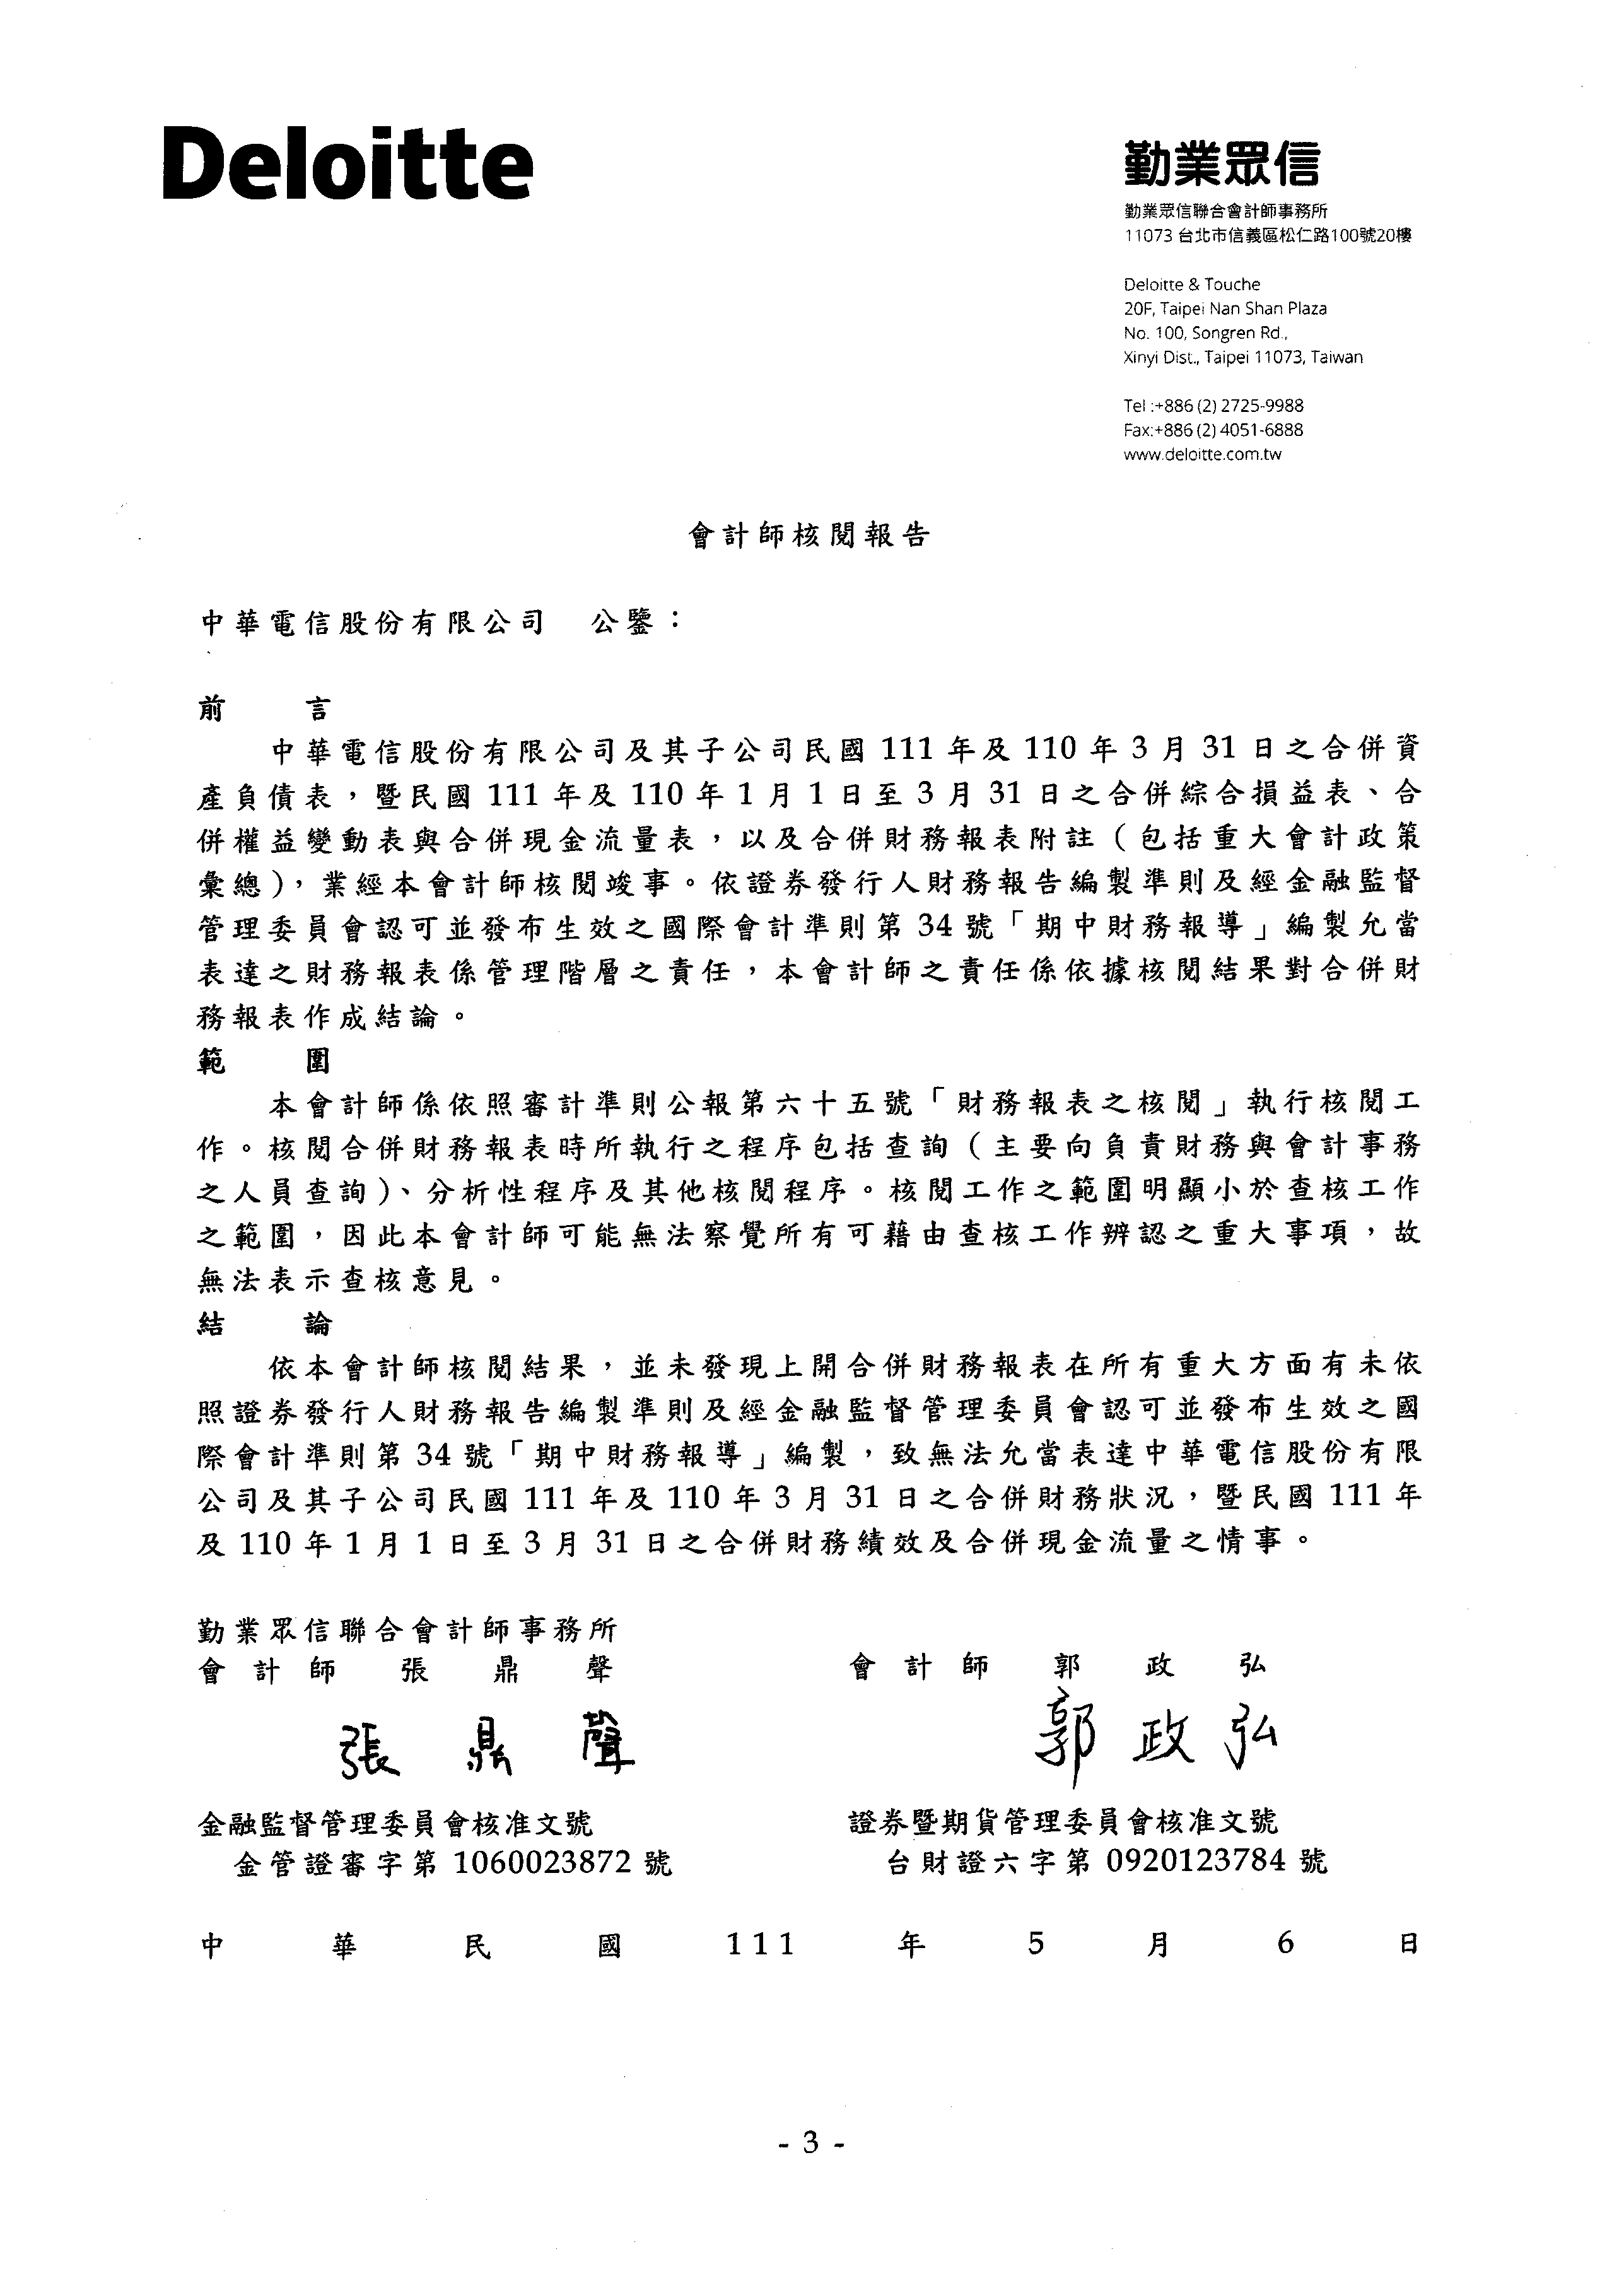 Deloitte
勤業眾信
勤業眾信聯合會計師事務所
11073 台北市信義區松仁路100號20樓
Deloitte & Touche
20F, Taipei Nan Shan Plaza
No. 100, Songren Rd.,
Xinyi Dist., Taipei 11073, Taiwan
Tel :+886 (2) 2725-9988
Fax:+886 (2) 4051-6888
www.deloitte.com.tw
會計師核閱報告
中華電信股份有限公司 公鑒：
前 言
中華電信股份有限公司及其子公司民國 111 年及 110 年 3 月 31 日之合併資
產負債表，暨民國 111 年及 110 年 1 月 1 日至 3 月 31 日之合併綜合損益表、合
併權益變動表與合併現金流量表，以及合併財務報表附註（包括重大會計政策
彙總），業經本會計師核閱竣事。依證券發行人財務報告編製準則及經金融監督
管理委員會認可並發布生效之國際會計準則第 34 號「期中財務報導」編製允當
表達之財務報表係管理階層之責任，本會計師之責任係依據核閱結果對合併財
務報表作成結論。
範 圍
本會計師係依照審計準則公報第六十五號「財務報表之核閱」執行核閱工
作。核閱合併財務報表時所執行之程序包括查詢（主要向負責財務與會計事務
之人員查詢）、分析性程序及其他核閱程序。核閱工作之範圍明顯小於查核工作
之範圍，因此本會計師可能無法察覺所有可藉由查核工作辨認之重大事項，故
無法表示查核意見。
結 論
依本會計師核閱結果，並未發現上開合併財務報表在所有重大方面有未依
照證券發行人財務報告編製準則及經金融監督管理委員會認可並發布生效之國
際會計準則第 34 號「期中財務報導」編製，致無法允當表達中華電信股份有限
公司及其子公司民國 111 年及 110 年 3 月 31 日之合併財務狀況，暨民國 111 年
及 110 年 1 月 1 日至 3 月 31 日之合併財務績效及合併現金流量之情事。
勤業眾信聯合會計師事務所
會計師 張 鼎 聲
會計師 郭 政 弘
張 鼎 聲
郭 政 弘
金融監督管理委員會核准文號
金管證審字第 1060023872 號
證券暨期貨管理委員會核准文號
台財證六字第 0920123784 號
中 華 民 國 111 年 5 月 6 日
- 3 -